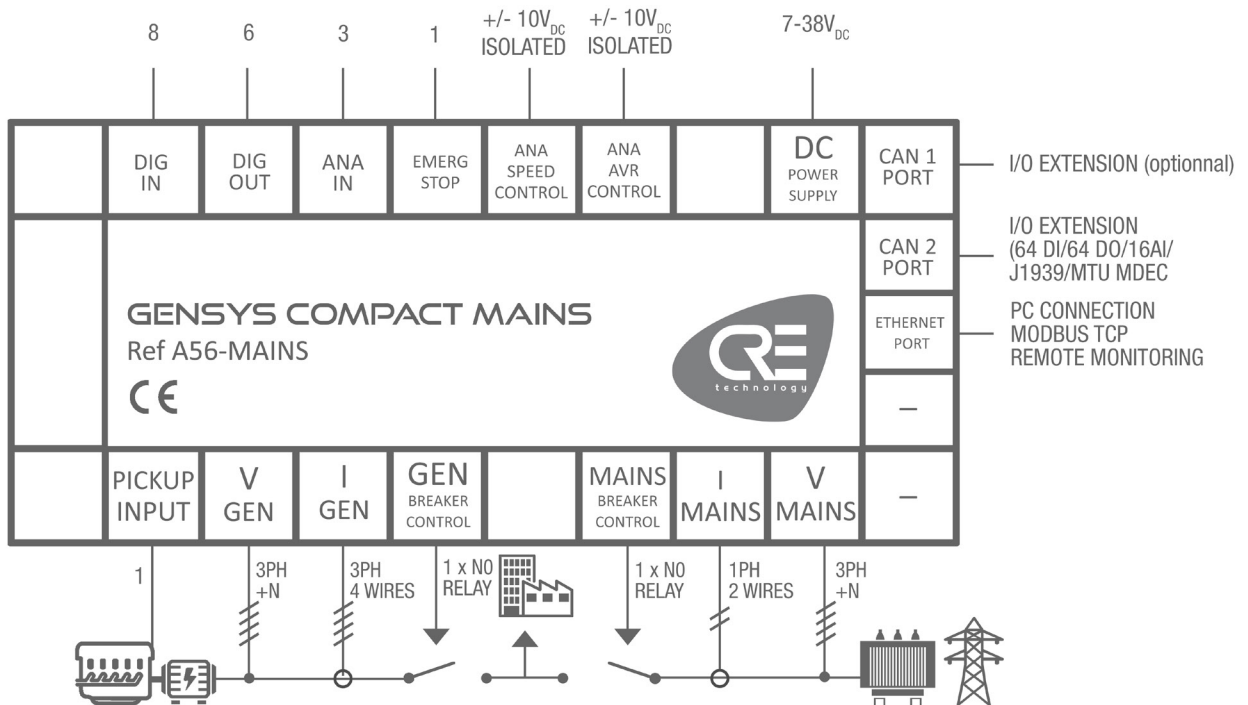 8
6
3
1
+/- 10VDC
ISOLATED
+/- 10VDC
ISOLATED
7-38VDC
DIG
IN
DIG
OUT
ANA
IN
EMERG
STOP
ANA
SPEED
CONTROL
ANA
AVR
CONTROL
DC
POWER
SUPPLY
CAN 1
PORT
I/O EXTENSION (optionnal)
CAN 2
PORT
I/O EXTENSION
(64 DI/64 DO/16AI/
J1939/MTU MDEC
ETHERNET
PORT
PC CONNECTION
MODBUS TCP
REMOTE MONITORING
GENSYS COMPACT MAINS
Ref A56-MAINS
CE
CRE
technology
–
–
PICKUP
INPUT
V
GEN
I
GEN
GEN
BREAKER
CONTROL
MAINS
BREAKER
CONTROL
I
MAINS
V
MAINS
1
3PH
+N
3PH
4 WIRES
1 x N0
RELAY
1 x N0
RELAY
1PH
2 WIRES
3PH
+N